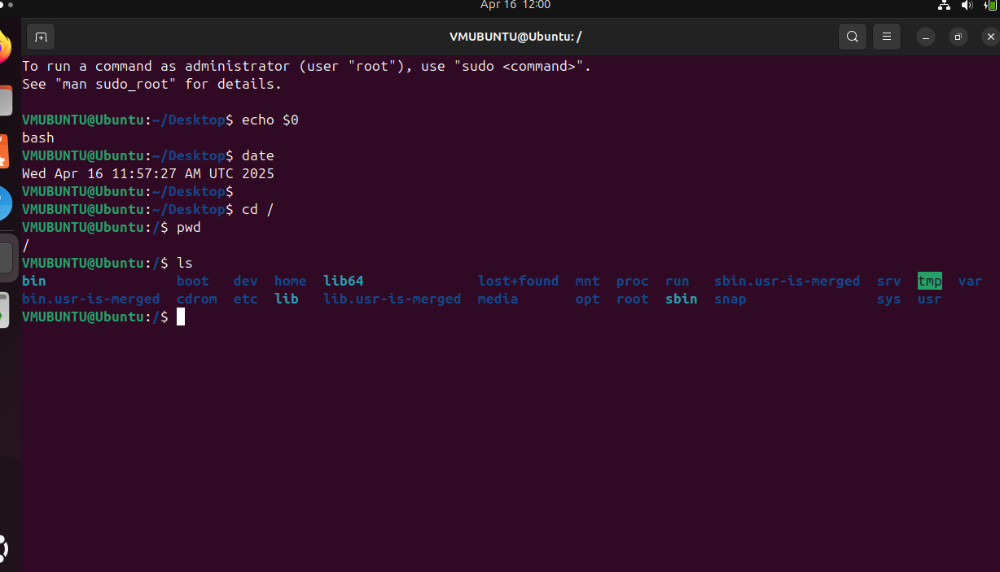 Apr 16 12:00
VMUBUNTU@Ubuntu: /
To run a command as administrator (user "root"), use "sudo <command>".
See "man sudo_root" for details.
VMUBUNTU@Ubuntu:~/Desktop$ echo $0
bash
VMUBUNTU@Ubuntu:~/Desktop$ date
Wed Apr 16 11:57:27 AM UTC 2025
VMUBUNTU@Ubuntu:~/Desktop$
VMUBUNTU@Ubuntu:~/Desktop$ cd /
VMUBUNTU@Ubuntu:/$ pwd
/
VMUBUNTU@Ubuntu:/$ ls
bin boot dev home lib64 lost+found mnt proc run sbin.usr-is-merged srv tmp var
bin.usr-is-merged cdrom etc lib lib.usr-is-merged media opt root sbin snap sys usr
VMUBUNTU@Ubuntu:/$